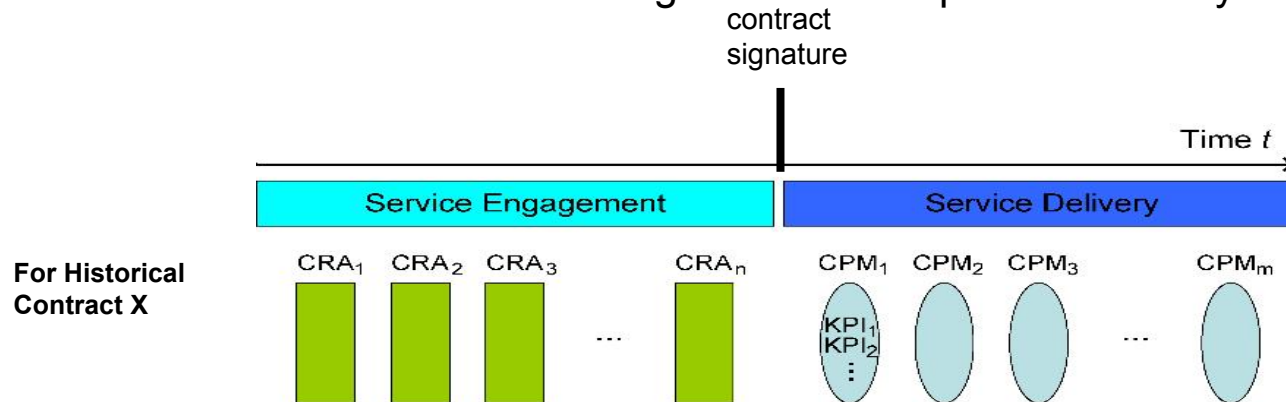 contract
signature
Time t
Service Engagement
Service Delivery
For Historical
Contract X
CRA₁ CRA₂ CRA₃ ... CRAₙ CPM₁ CPM₂ CPM₃ ... CPMₘ
KPI₁
KPI₂
⋮